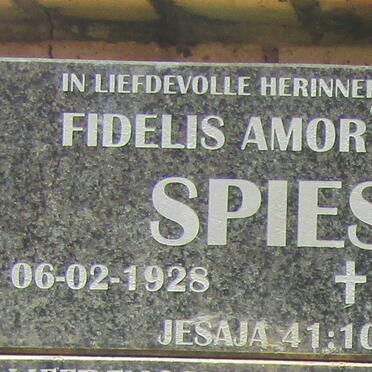 IN LIEFDEVOLLE HERINNE
FIDELIS AMOR
SPIES
06-02-1928 †
JESAJA 41:10